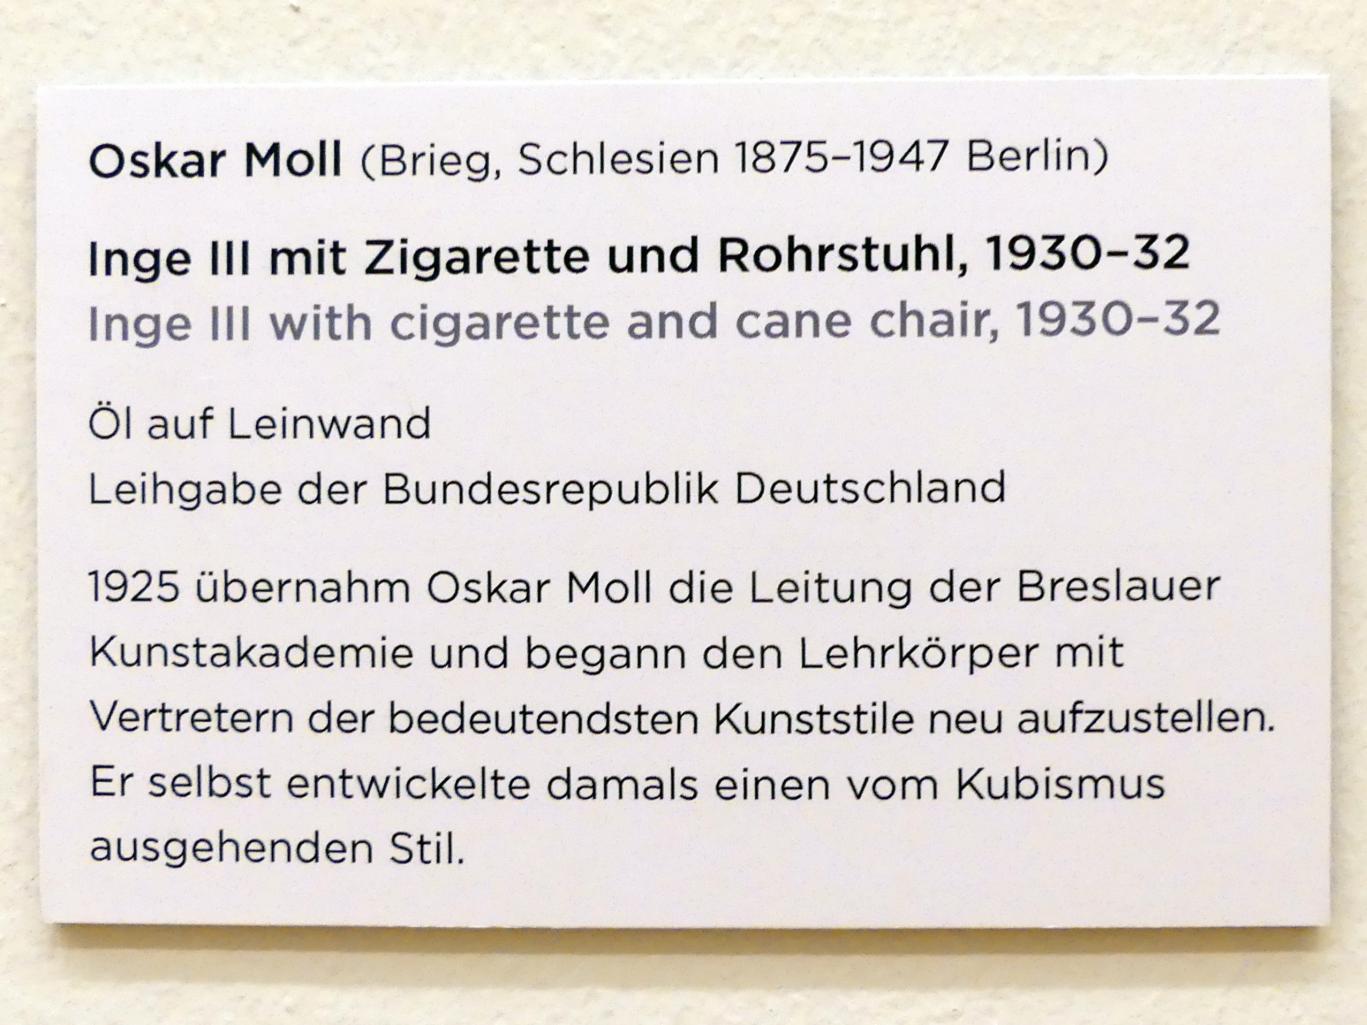 Oskar Moll (Brieg, Schlesien 1875–1947 Berlin)
Inge III mit Zigarette und Rohrstuhl, 1930–32
Inge III with cigarette and cane chair, 1930–32
Öl auf Leinwand
Leihgabe der Bundesrepublik Deutschland
1925 übernahm Oskar Moll die Leitung der Breslauer
Kunstakademie und begann den Lehrkörper mit
Vertretern der bedeutendsten Kunststile neu aufzustellen.
Er selbst entwickelte damals einen vom Kubismus
ausgehenden Stil.